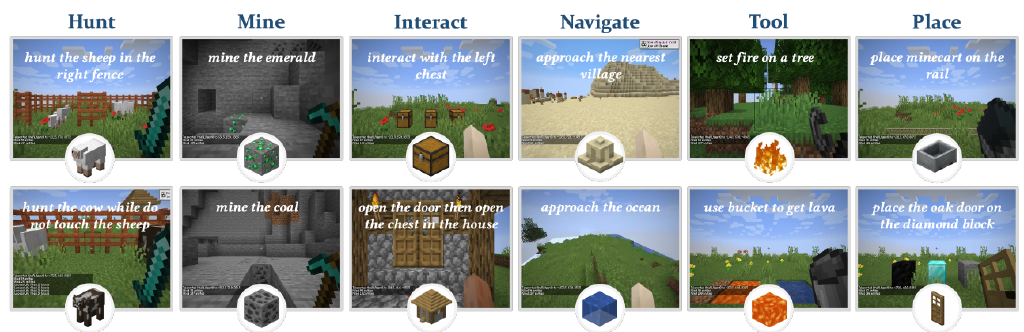 Hunt
Mine
Interact
Navigate
Tool
Place
hunt the sheep in the
right fence
mine the emerald
interact with the left
chest
approach the nearest
village
set fire on a tree
place minecart on the
rail
hunt the cow while do
not touch the sheep
mine the coal
open the door then open
the chest in the house
approach the ocean
use bucket to get lava
place the oak door on
the diamond block